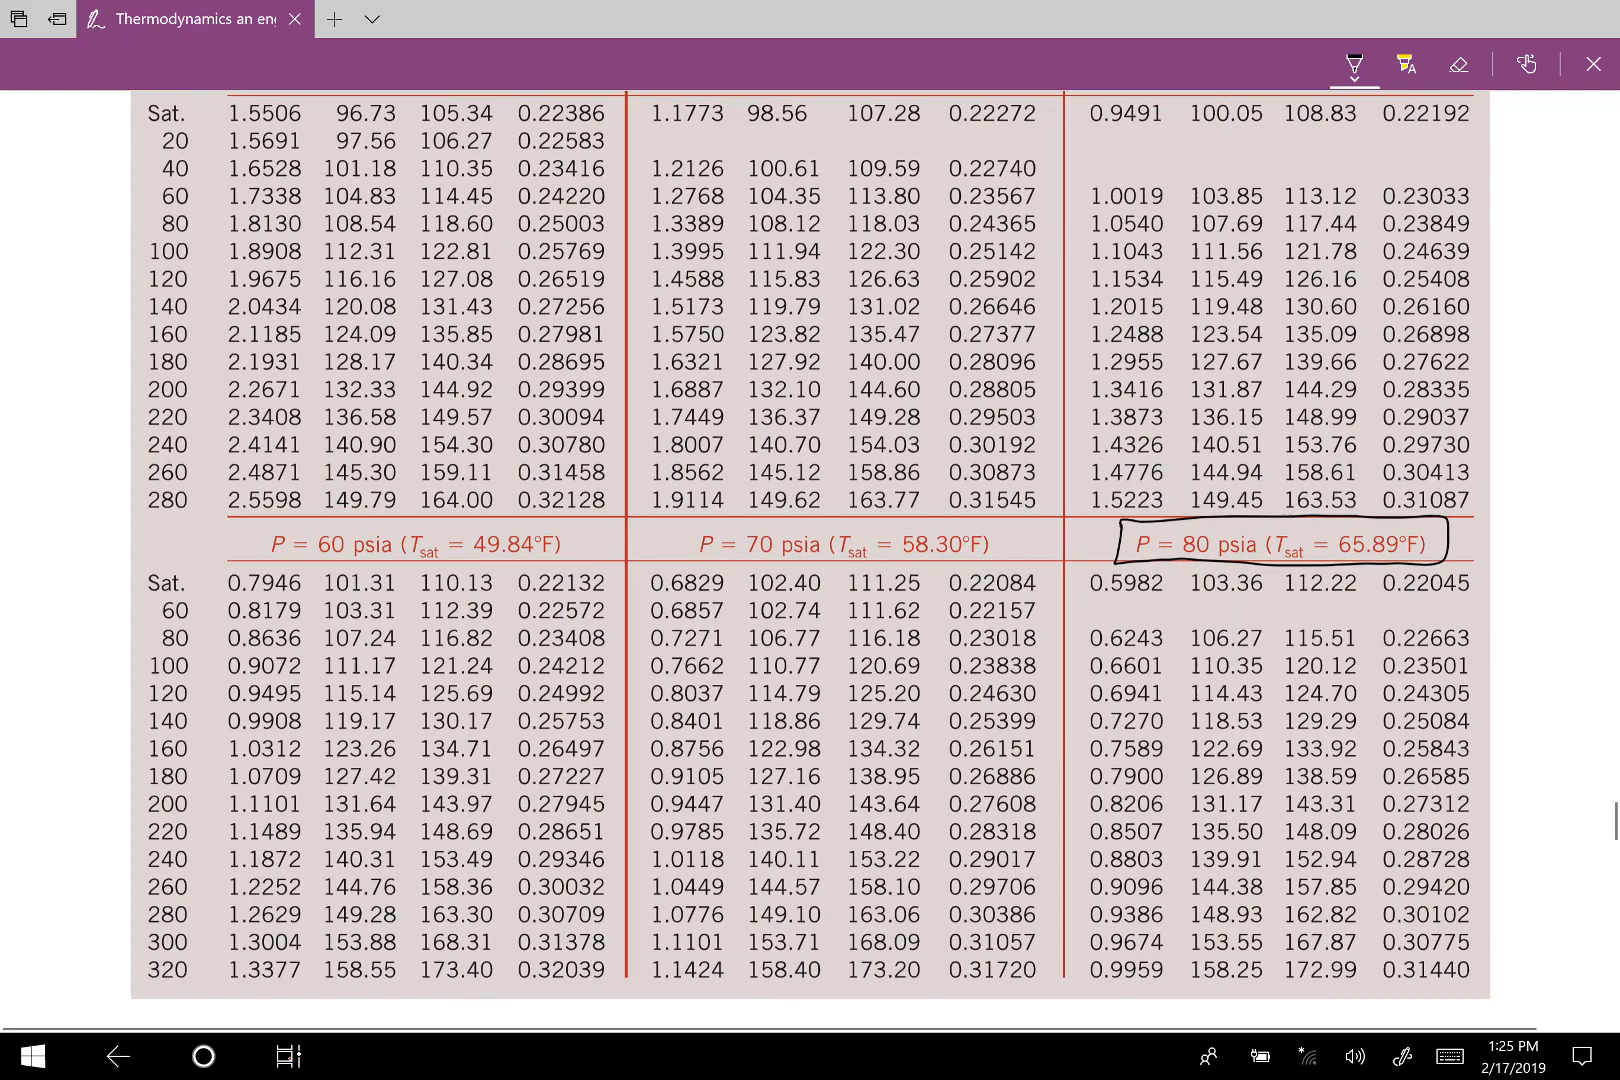 Thermodynamics an en
Sat. 1.5506 96.73 105.34 0.22386 1.1773 98.56 107.28 0.22272 0.9491 100.05 108.83 0.22192
20 1.5691 97.56 106.27 0.22583
40 1.6528 101.18 110.35 0.23416 1.2126 100.61 109.59 0.22740
60 1.7338 104.83 114.45 0.24220 1.2768 104.35 113.80 0.23567 1.0019 103.85 113.12 0.23033
80 1.8130 108.54 118.60 0.25003 1.3389 108.12 118.03 0.24365 1.0540 107.69 117.44 0.23849
100 1.8908 112.31 122.81 0.25769 1.3995 111.94 122.30 0.25142 1.1043 111.56 121.78 0.24639
120 1.9675 116.16 127.08 0.26519 1.4588 115.83 126.63 0.25902 1.1534 115.49 126.16 0.25408
140 2.0434 120.08 131.43 0.27256 1.5173 119.79 131.02 0.26646 1.2015 119.48 130.60 0.26160
160 2.1185 124.09 135.85 0.27981 1.5750 123.82 135.47 0.27377 1.2488 123.54 135.09 0.26898
180 2.1931 128.17 140.34 0.28695 1.6321 127.92 140.00 0.28096 1.2955 127.67 139.66 0.27622
200 2.2671 132.33 144.92 0.29399 1.6887 132.10 144.60 0.28805 1.3416 131.87 144.29 0.28335
220 2.3408 136.58 149.57 0.30094 1.7449 136.37 149.28 0.29503 1.3873 136.15 148.99 0.29037
240 2.4141 140.90 154.30 0.30780 1.8007 140.70 154.03 0.30192 1.4326 140.51 153.76 0.29730
260 2.4871 145.30 159.11 0.31458 1.8562 145.12 158.86 0.30873 1.4776 144.94 158.61 0.30413
280 2.5598 149.79 164.00 0.32128 1.9114 149.62 163.77 0.31545 1.5223 149.45 163.53 0.31087
P = 60 psia (Tsat = 49.84°F) P = 70 psia (Tsat = 58.30°F) P = 80 psia (Tsat = 65.89°F)
Sat. 0.7946 101.31 110.13 0.22132 0.6829 102.40 111.25 0.22084 0.5982 103.36 112.22 0.22045
60 0.8179 103.31 112.39 0.22572 0.6857 102.74 111.62 0.22157
80 0.8636 107.24 116.82 0.23408 0.7271 106.77 116.18 0.23018 0.6243 106.27 115.51 0.22663
100 0.9072 111.17 121.24 0.24212 0.7662 110.77 120.69 0.23838 0.6601 110.35 120.12 0.23501
120 0.9495 115.14 125.69 0.24992 0.8037 114.79 125.20 0.24630 0.6941 114.43 124.70 0.24305
140 0.9908 119.17 130.17 0.25753 0.8401 118.86 129.74 0.25399 0.7270 118.53 129.29 0.25084
160 1.0312 123.26 134.71 0.26497 0.8756 122.98 134.32 0.26151 0.7589 122.69 133.92 0.25843
180 1.0709 127.42 139.31 0.27227 0.9105 127.16 138.95 0.26886 0.7900 126.89 138.59 0.26585
200 1.1101 131.64 143.97 0.27945 0.9447 131.40 143.64 0.27608 0.8206 131.17 143.31 0.27312
220 1.1489 135.94 148.69 0.28651 0.9785 135.72 148.40 0.28318 0.8507 135.50 148.09 0.28026
240 1.1872 140.31 153.49 0.29346 1.0118 140.11 153.22 0.29017 0.8803 139.91 152.94 0.28728
260 1.2252 144.76 158.36 0.30032 1.0449 144.57 158.10 0.29706 0.9096 144.38 157.85 0.29420
280 1.2629 149.28 163.30 0.30709 1.0776 149.10 163.06 0.30386 0.9386 148.93 162.82 0.30102
300 1.3004 153.88 168.31 0.31378 1.1101 153.71 168.09 0.31057 0.9674 153.55 167.87 0.30775
320 1.3377 158.55 173.40 0.32039 1.1424 158.40 173.20 0.31720 0.9959 158.25 172.99 0.31440
1:25 PM
2/17/2019